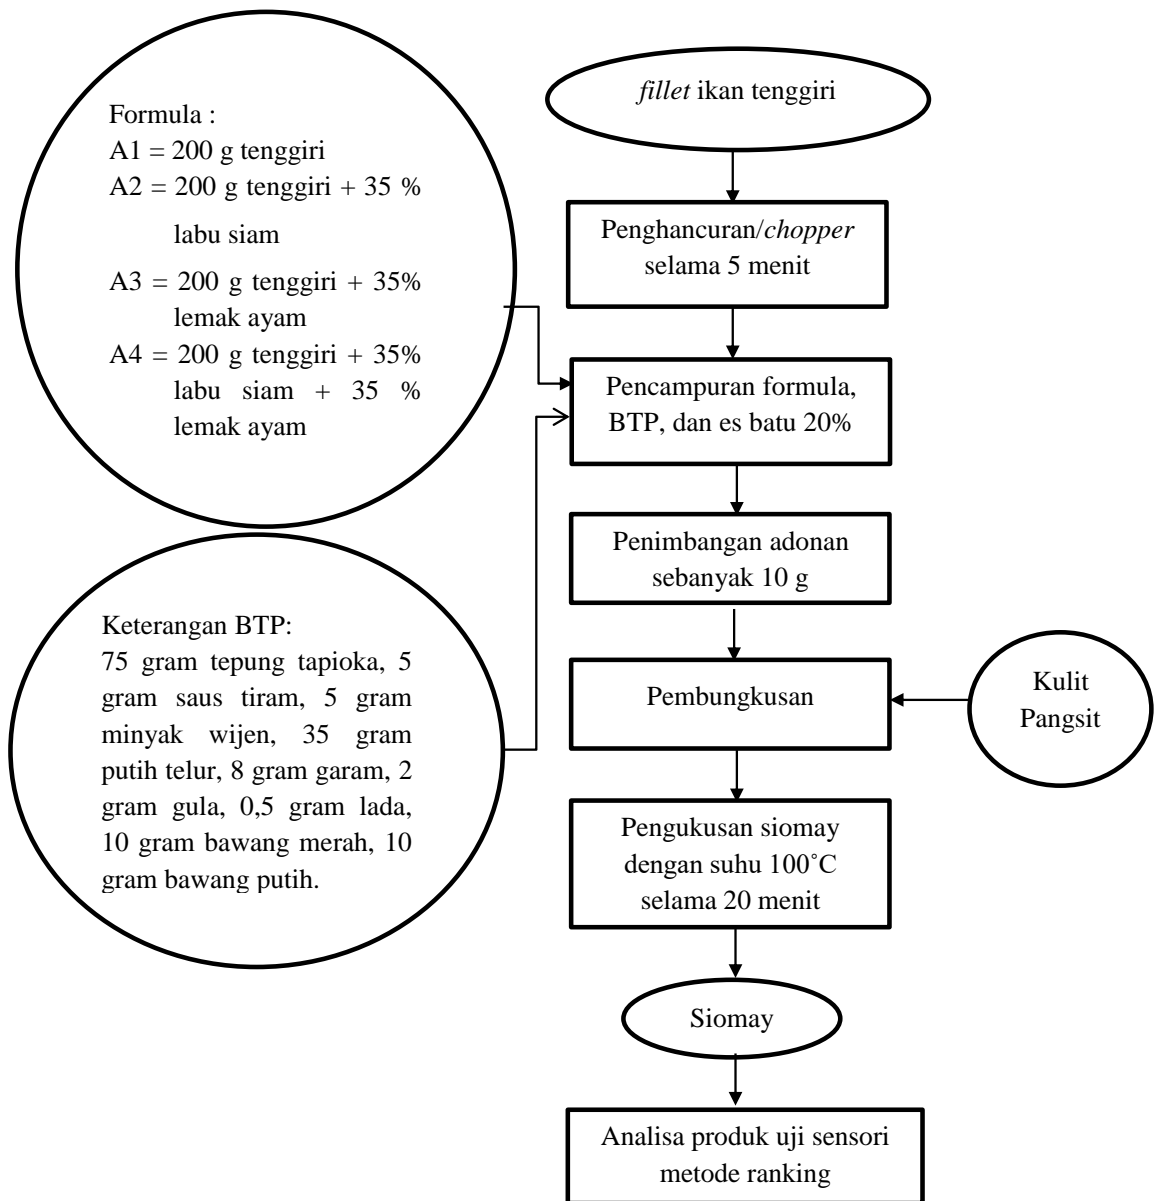 Formula :
A1 = 200 g tenggiri
A2 = 200 g tenggiri + 35 %
labu siam
A3 = 200 g tenggiri + 35%
lemak ayam
A4 = 200 g tenggiri + 35%
labu siam + 35 %
lemak ayam
Keterangan BTP:
75 gram tepung tapioka, 5
gram saus tiram, 5 gram
minyak wijen, 35 gram
putih telur, 8 gram garam, 2
gram gula, 0,5 gram lada,
10 gram bawang merah, 10
gram bawang putih.
fillet ikan tenggiri
Penghancuran/chopper
selama 5 menit
Pencampuran formula,
BTP, dan es batu 20%
Penimbangan adonan
sebanyak 10 g
Pembungkusan
Kulit
Pangsit
Pengukusan siomay
dengan suhu 100˚C
selama 20 menit
Siomay
Analisa produk uji sensori
metode ranking